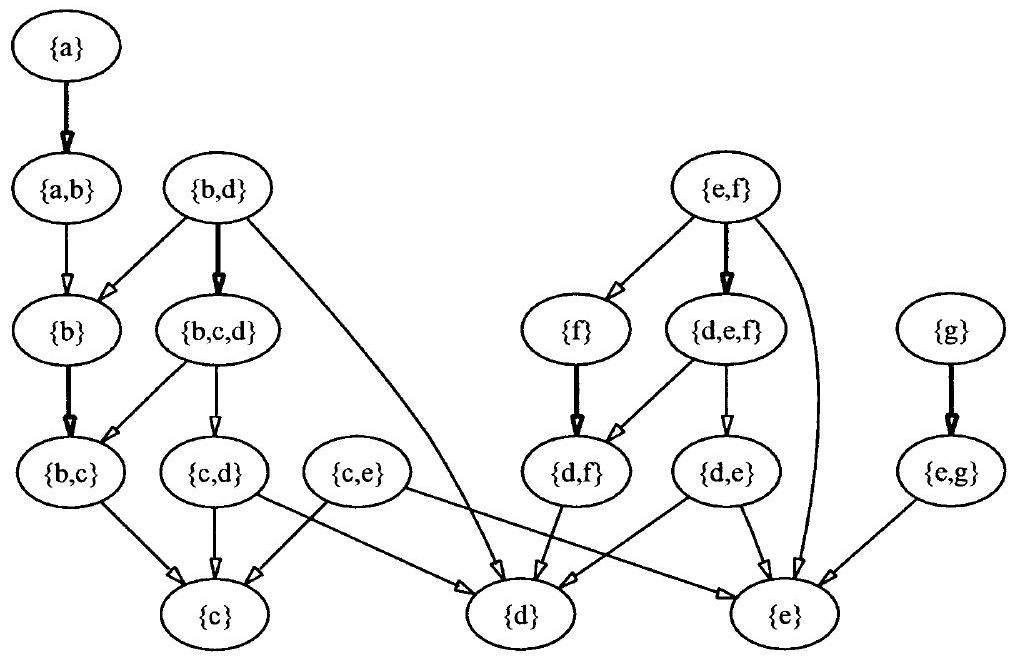 {a}
{a,b} {b,d} {e,f}
{b} {b,c,d} {f} {d,e,f} {g}
{b,c} {c,d} {c,e} {d,f} {d,e} {e,g}
{c} {d} {e}